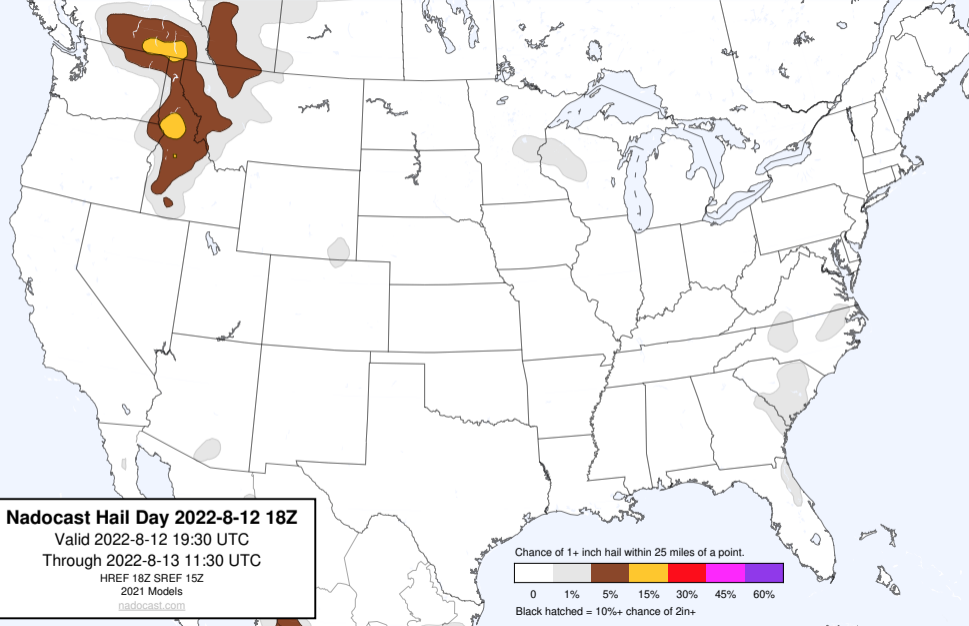 Nadocast Hail Day 2022-8-12 18Z
Valid 2022-8-12 19:30 UTC
Through 2022-8-13 11:30 UTC
HREF 18Z SREF 15Z
2021 Models
nadocast.com
Chance of 1+ inch hail within 25 miles of a point.
0 1% 5% 15% 30% 45% 60%
Black hatched = 10%+ chance of 2in+